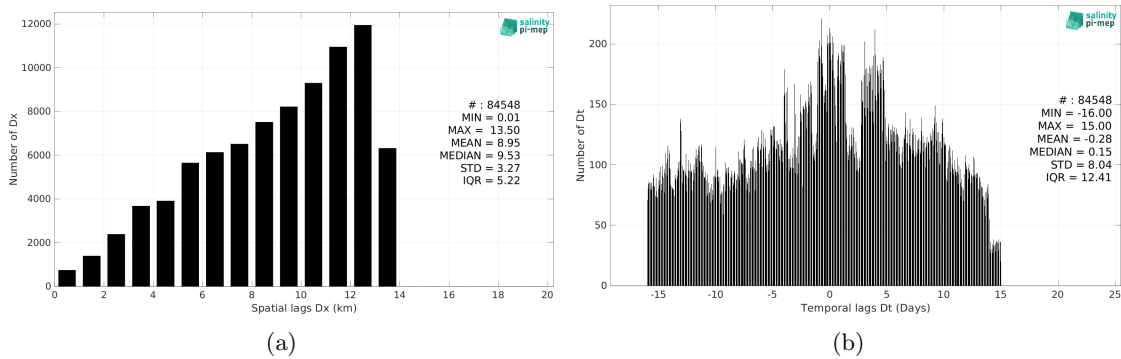 12000
10000
8000
6000
4000
2000
0
Number of Dx
0 2 4 6 8 10 12 14 16 18 20
Spatial lags Dx (km)
salinity
pi-mep
# : 84548
MIN = 0.01
MAX = 13.50
MEAN = 8.95
MEDIAN = 9.53
STD = 3.27
IQR = 5.22
(a)
200
150
100
50
0
Number of Dt
-15 -10 -5 0 5 10 15 20 25
Temporal lags Dt (Days)
salinity
pi-mep
# : 84548
MIN = -16.00
MAX = 15.00
MEAN = -0.28
MEDIAN = 0.15
STD = 8.04
IQR = 12.41
(b)